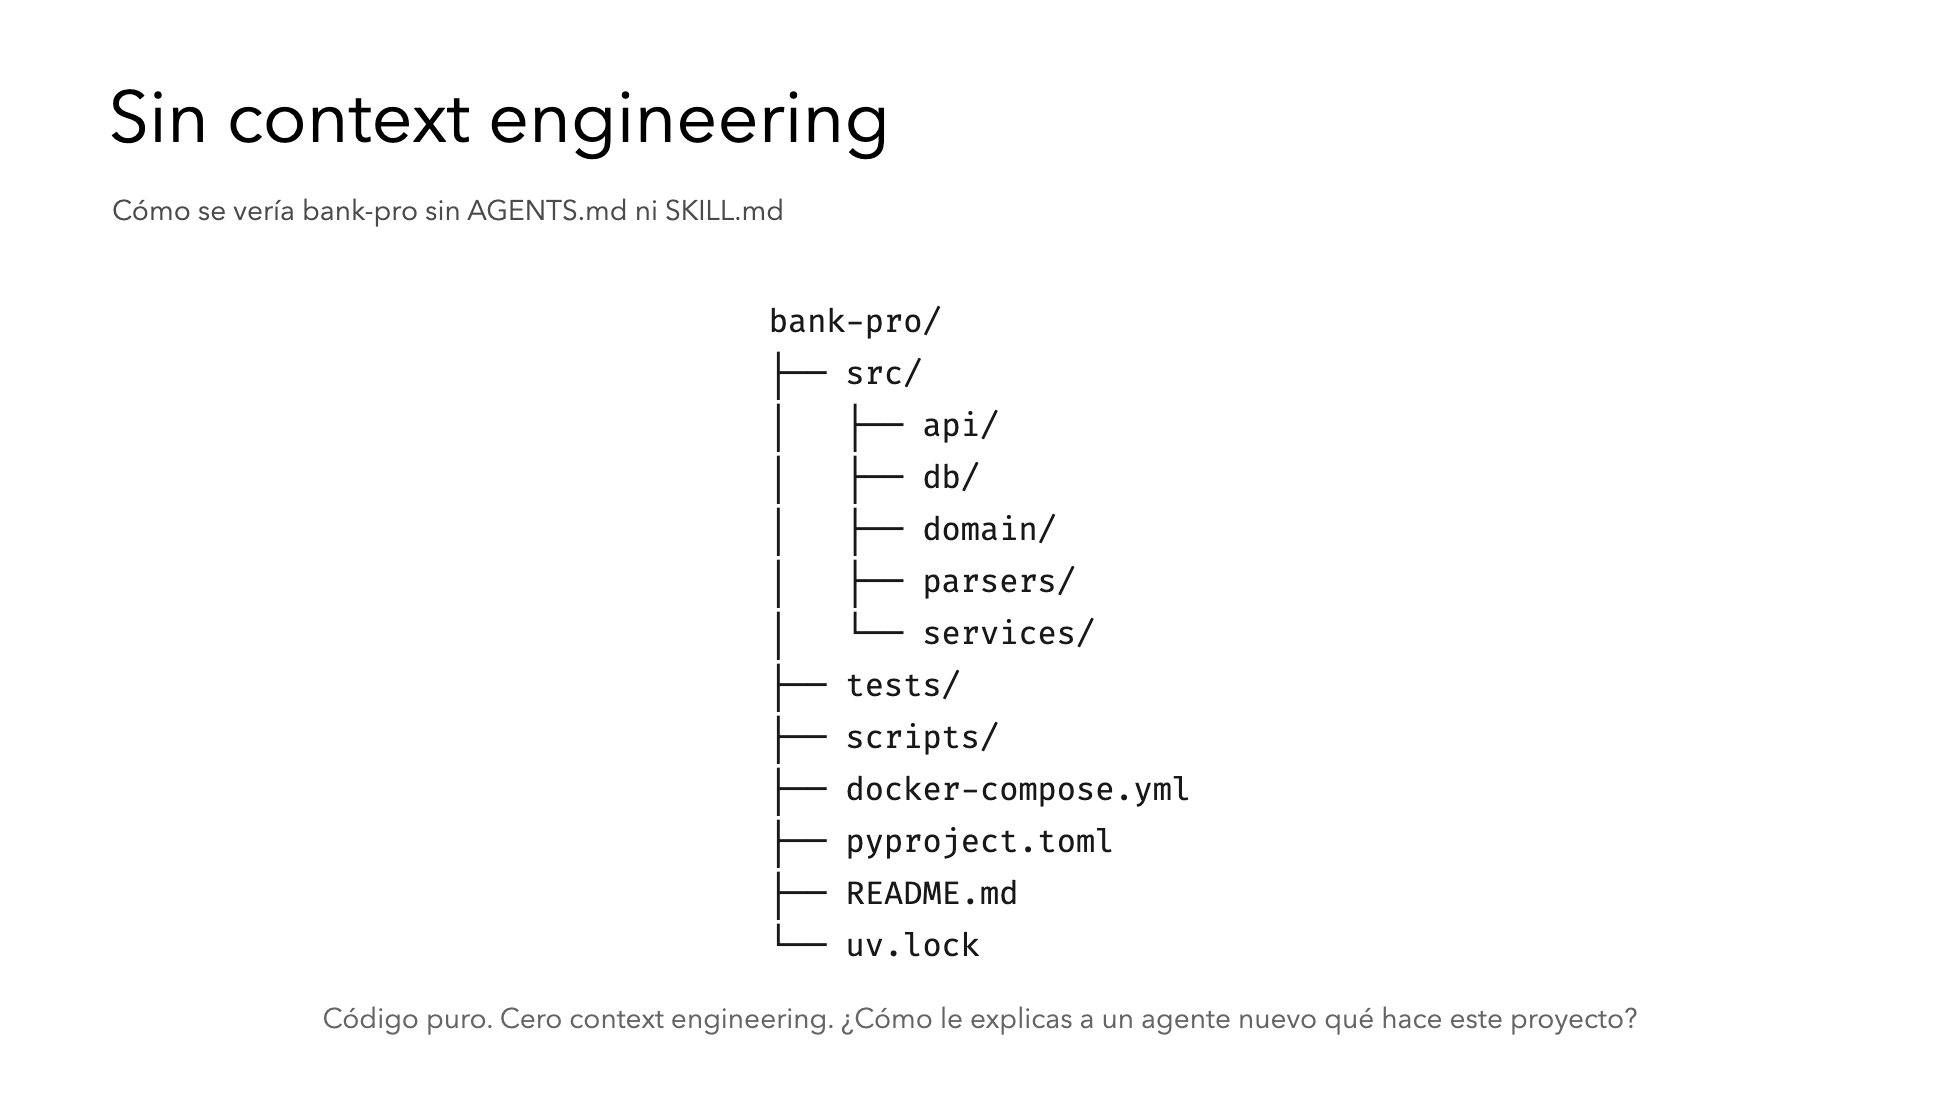 Sin context engineering
Cómo se vería bank-pro sin AGENTS.md ni SKILL.md
bank-pro/
├── src/
│   ├── api/
│   ├── db/
│   ├── domain/
│   ├── parsers/
│   └── services/
├── tests/
├── scripts/
├── docker-compose.yml
├── pyproject.toml
├── README.md
└── uv.lock
Código puro. Cero context engineering. ¿Cómo le explicas a un agente nuevo qué hace este proyecto?